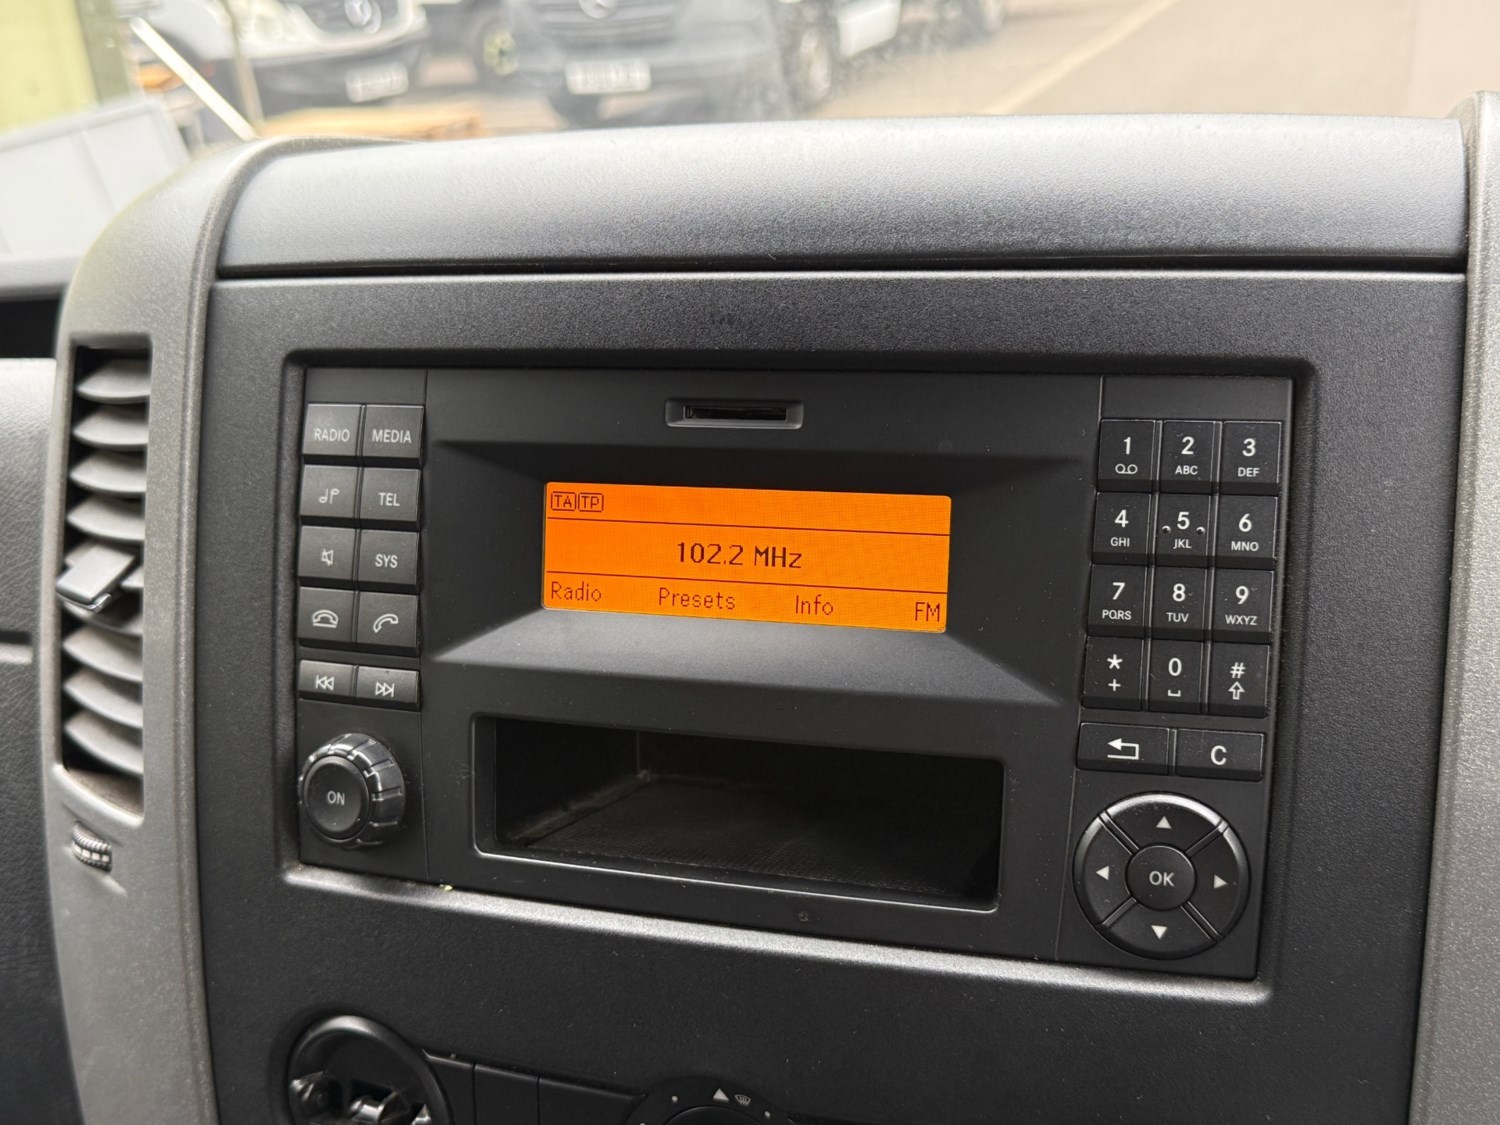 RADIO MEDIA
TEL
SYS
ON
TA TP
102.2 MHz
Radio Presets Info FM
1 2 3
ABC DEF
4 5 6
GHI JKL MNO
7 8 9
PQRS TUV WXYZ
* 0 #
+
C
OK